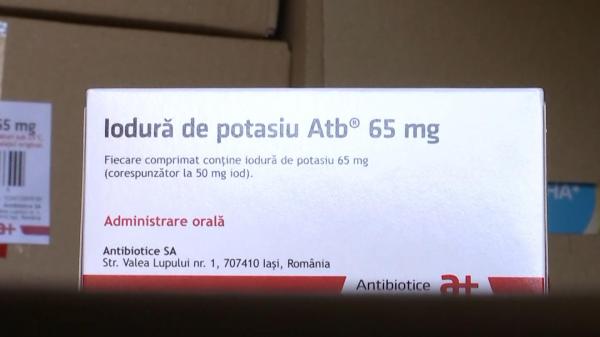 Iodură de potasiu Atb® 65 mg
Fiecare comprimat conține iodură de potasiu 65 mg
(corespunzător la 50 mg iod).
Administrare orală
Antibiotice SA
Str. Valea Lupului nr. 1, 707410 Iași, România
Antibiotice a+
65 mg
a+
HA+